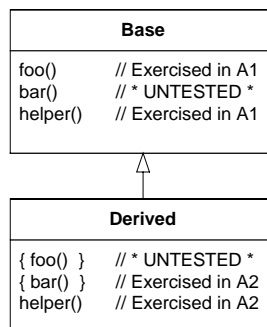 Base
foo() // Exercised in A1
bar() // * UNTESTED *
helper() // Exercised in A1
Derived
{ foo() } // * UNTESTED *
{ bar() } // Exercised in A2
helper() // Exercised in A2